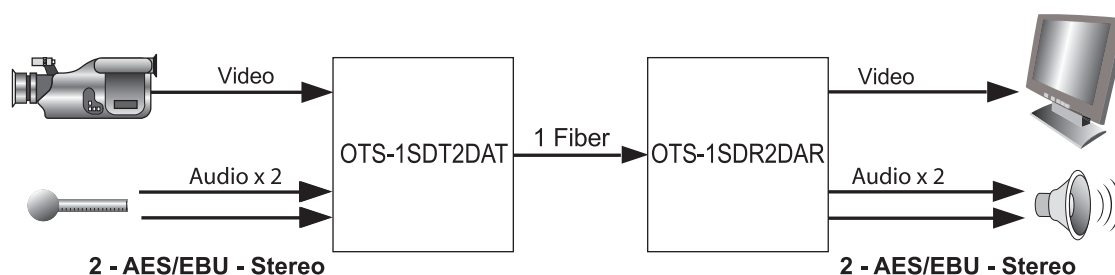 Video
Video
OTS-1SDT2DAT
1 Fiber
OTS-1SDR2DAR
Audio x 2
Audio x 2
2 - AES/EBU - Stereo
2 - AES/EBU - Stereo